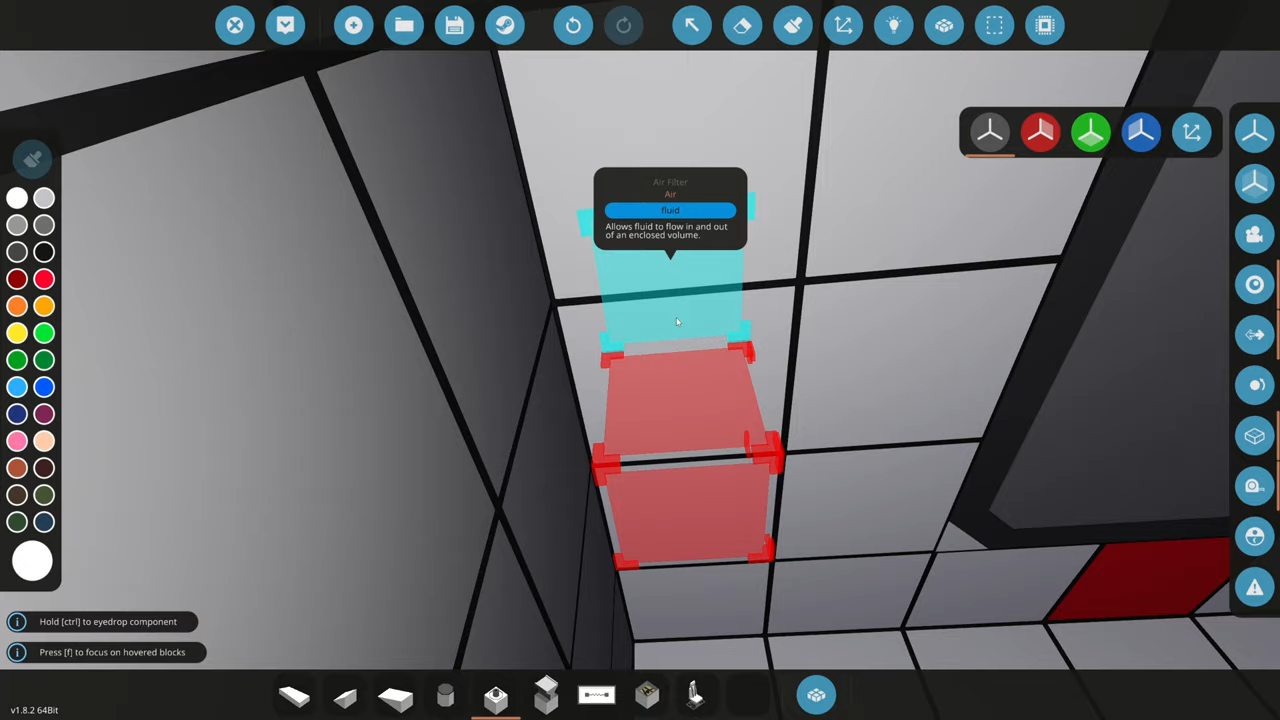 Air Filter
Air
fluid
Allows fluid to flow in and out
of an enclosed volume.
Hold [ctrl] to eyedrop component
Press [f] to focus on hovered blocks
v1.8.2 64Bit